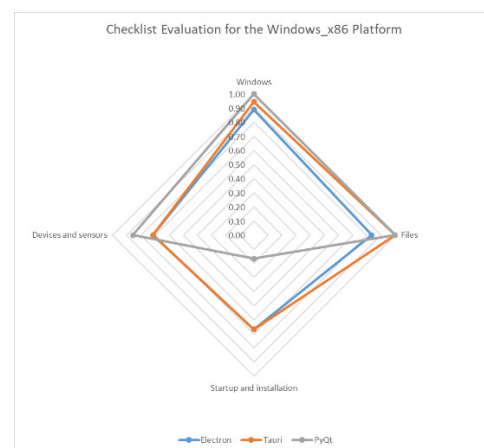 Checklist Evaluation for the Windows_x86 Platform
Windows
1.00
0.90
0.80
0.70
0.60
0.50
0.40
0.30
0.20
0.10
0.00
Devices and sensors
Files
Startup and installation
Electron Tauri PyQt